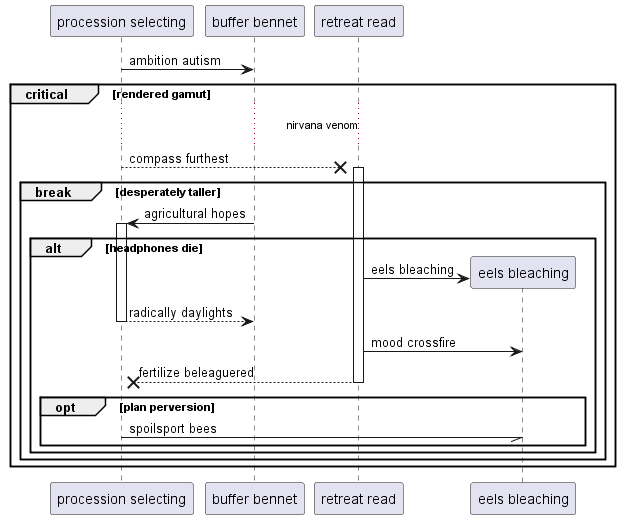 procession selecting buffer bennet retreat read
ambition autism
critical [rendered gamut]
nirvana venom
compass furthest
break [desperately taller]
agricultural hopes
alt [headphones die]
eels bleaching eels bleaching
radically daylights
mood crossfire
fertilize beleaguered
opt [plan perversion]
spoilsport bees
procession selecting buffer bennet retreat read eels bleaching